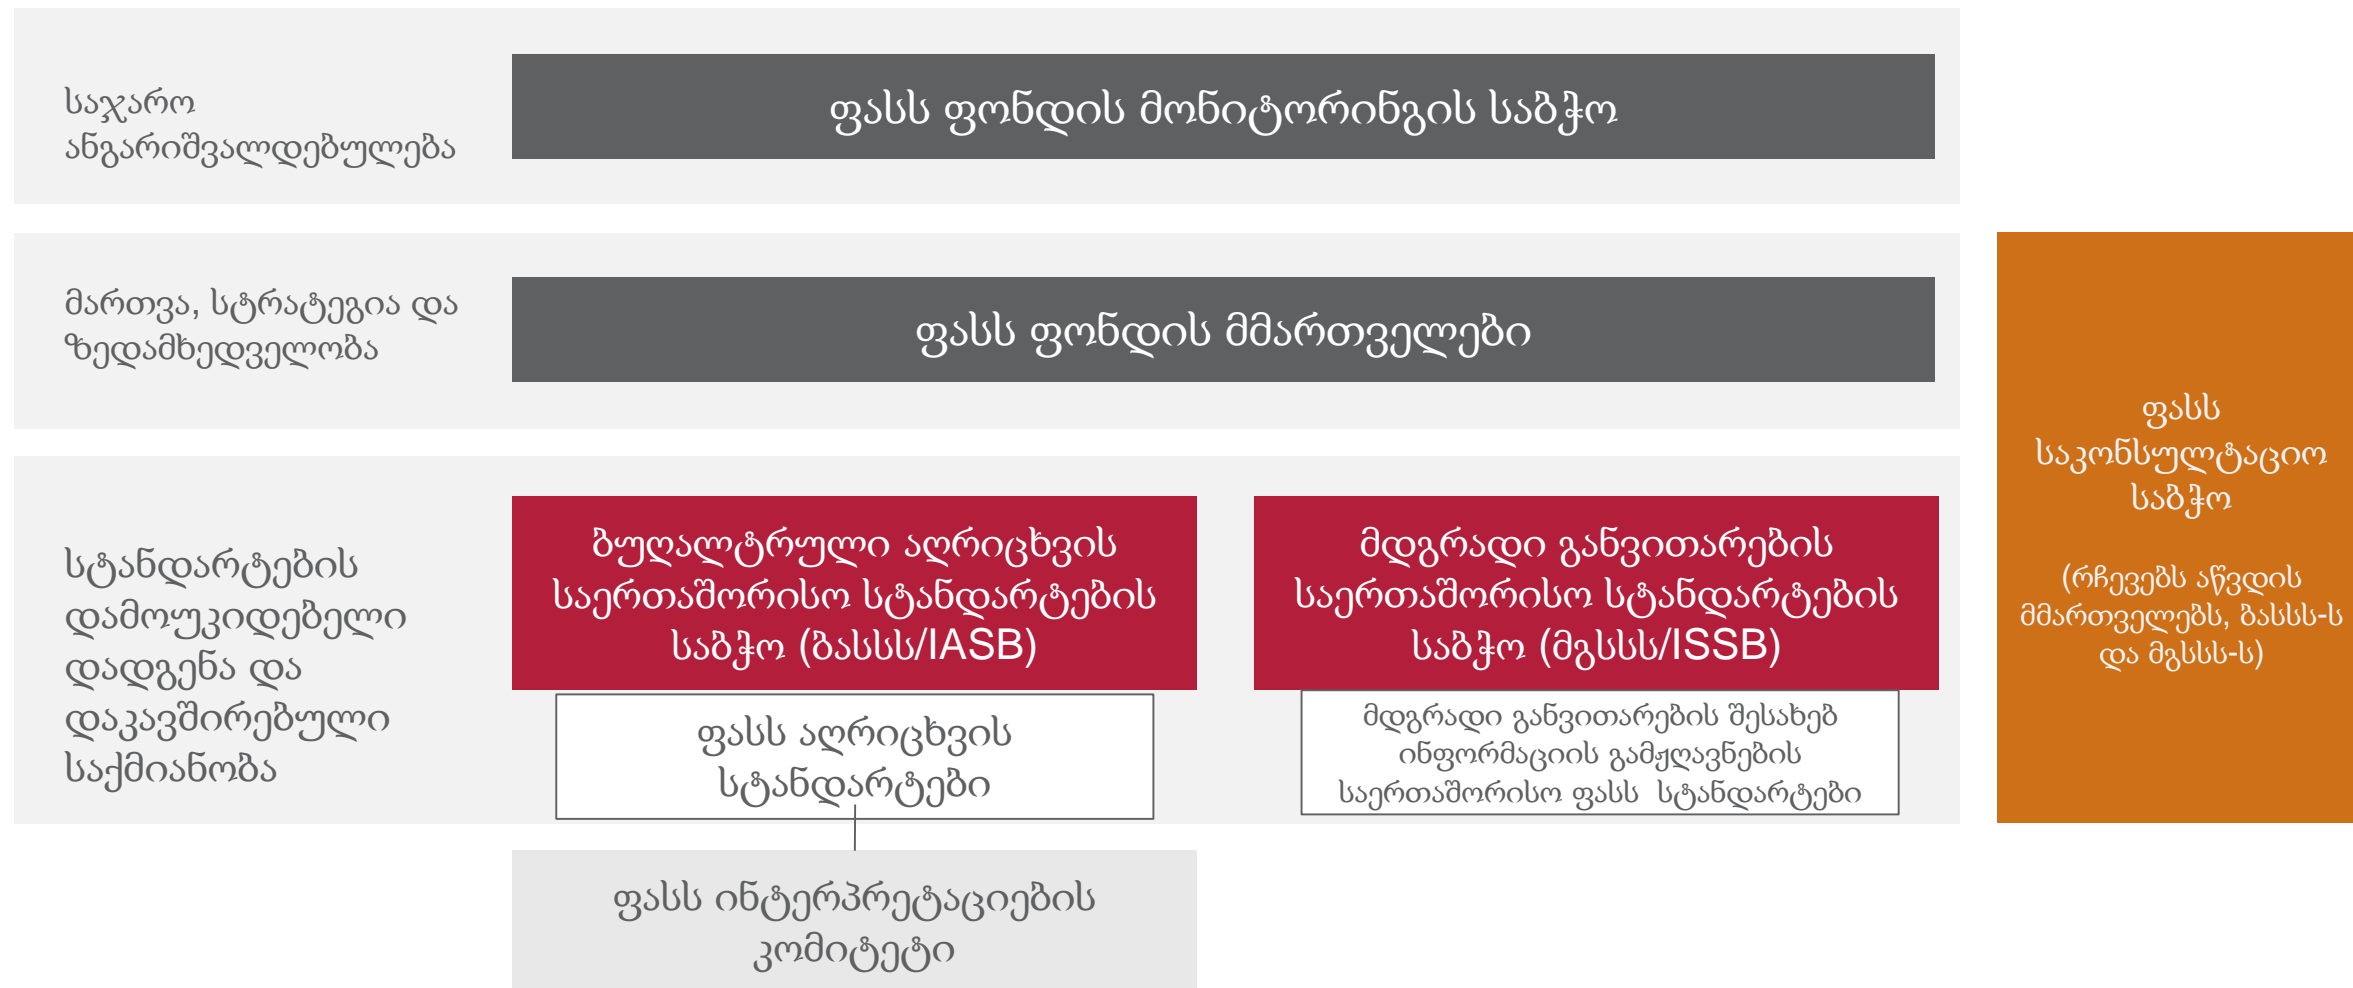 საჯარო
ანგარიშვალდებულება
ფასს ფონდის მონიტორინგის საბჭო
მართვა, სტრატეგია და
ზედამხედველობა
ფასს ფონდის მმართველები
სტანდარტების
დამოუკიდებელი
დადგენა და
დაკავშირებული
საქმიანობა
ბუღალტრული აღრიცხვის
საერთაშორისო სტანდარტების
საბჭო (ბასსს/IASB)
ფასს აღრიცხვის
სტანდარტები
ფასს ინტერპრეტაციების
კომიტეტი
მდგრადი განვითარების
საერთაშორისო სტანდარტების
საბჭო (მგსსს/ISSB)
მდგრადი განვითარების შესახებ
ინფორმაციის გამჟღავნების
საერთაშორისო ფასს სტანდარტები
ფასს
საკონსულტაციო
საბჭო
(რჩევებს აწვდის
მმართველებს, ბასსს-ს
და მგსსს-ს)